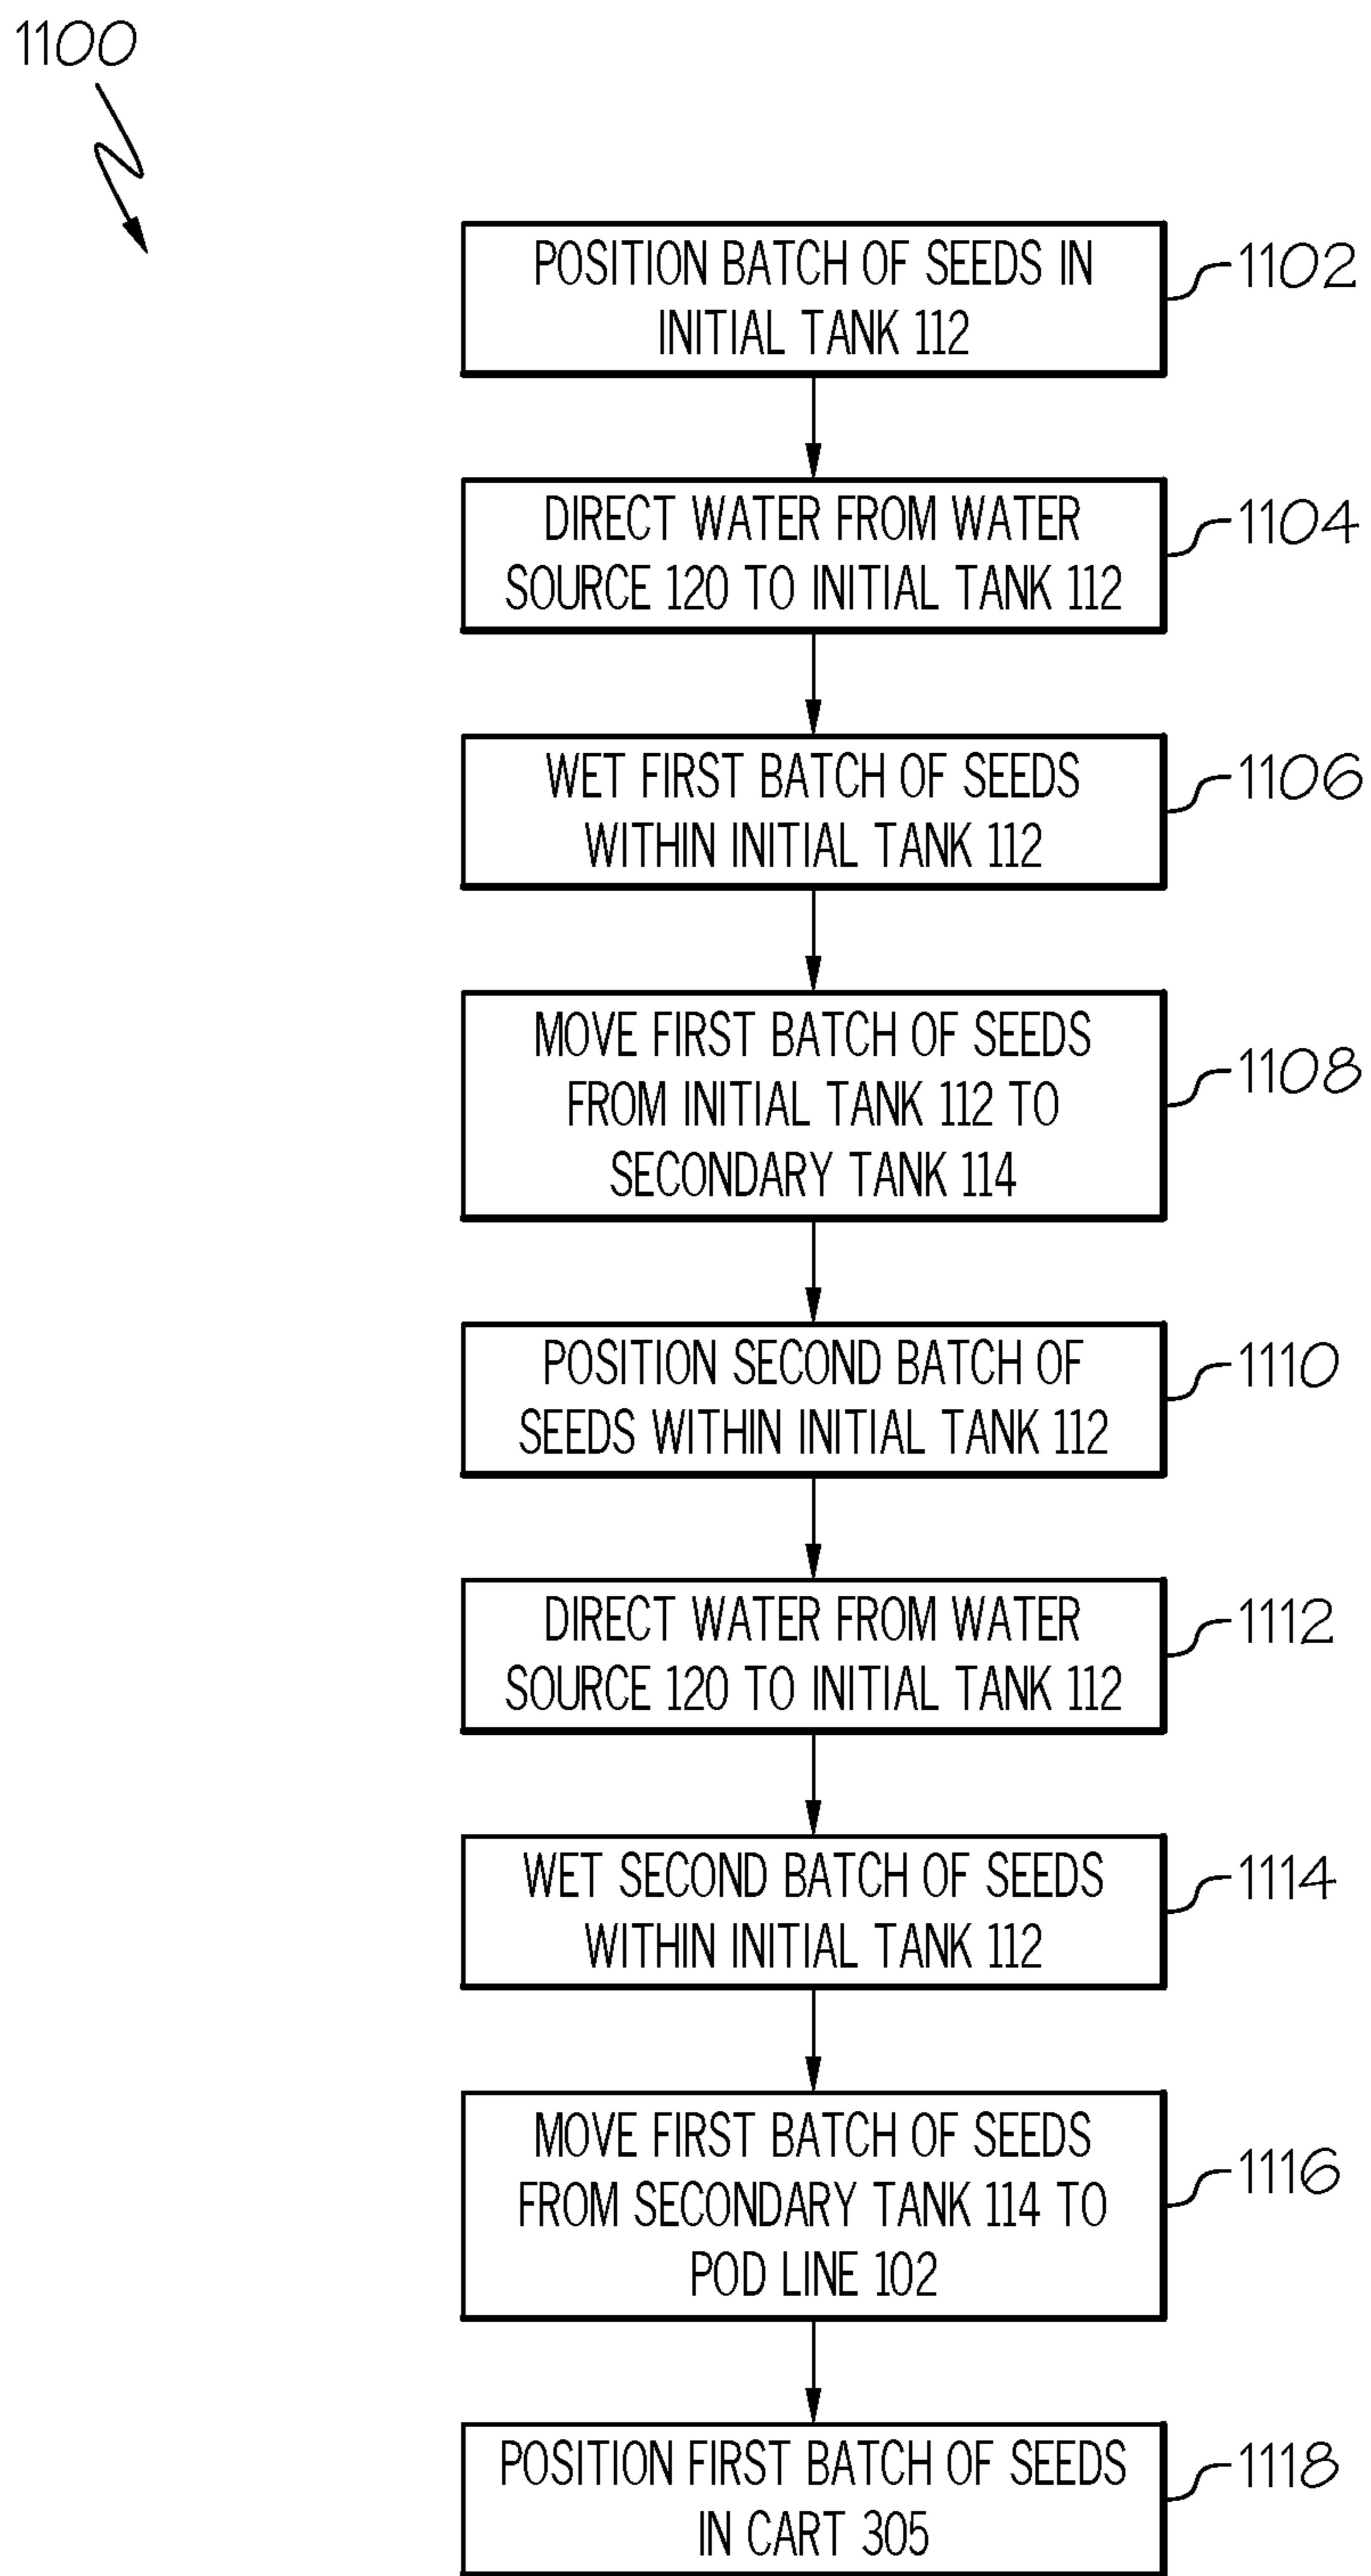 1100
POSITION BATCH OF SEEDS IN
INITIAL TANK 112
1102
DIRECT WATER FROM WATER
SOURCE 120 TO INITIAL TANK 112
1104
WET FIRST BATCH OF SEEDS
WITHIN INITIAL TANK 112
1106
MOVE FIRST BATCH OF SEEDS
FROM INITIAL TANK 112 TO
SECONDARY TANK 114
1108
POSITION SECOND BATCH OF
SEEDS WITHIN INITIAL TANK 112
1110
DIRECT WATER FROM WATER
SOURCE 120 TO INITIAL TANK 112
1112
WET SECOND BATCH OF SEEDS
WITHIN INITIAL TANK 112
1114
MOVE FIRST BATCH OF SEEDS
FROM SECONDARY TANK 114 TO
POD LINE 102
1116
POSITION FIRST BATCH OF SEEDS
IN CART 305
1118